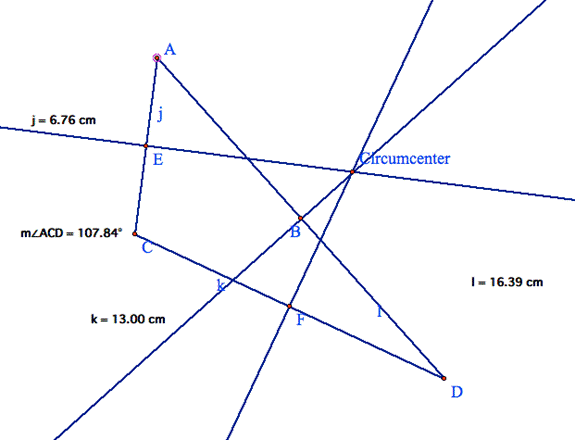 A
j = 6.76 cm
j
E
Circumcenter
m∠ACD = 107.84°
B
C
l = 16.39 cm
k
k = 13.00 cm
F
l
D